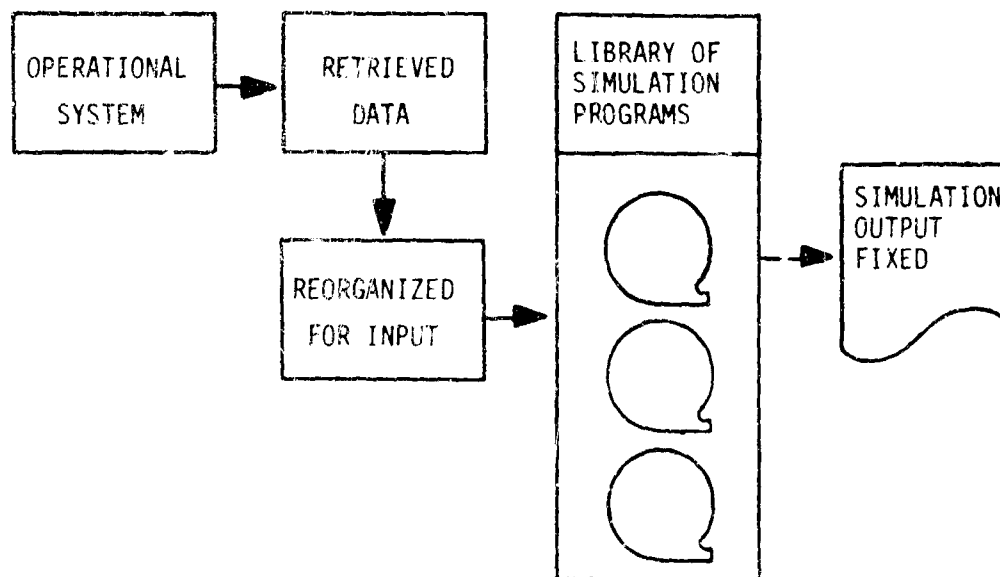 OPERATIONAL
SYSTEM
RETRIEVED
DATA
REORGANIZED
FOR INPUT
LIBRARY OF
SIMULATION
PROGRAMS
SIMULATION
OUTPUT
FIXED